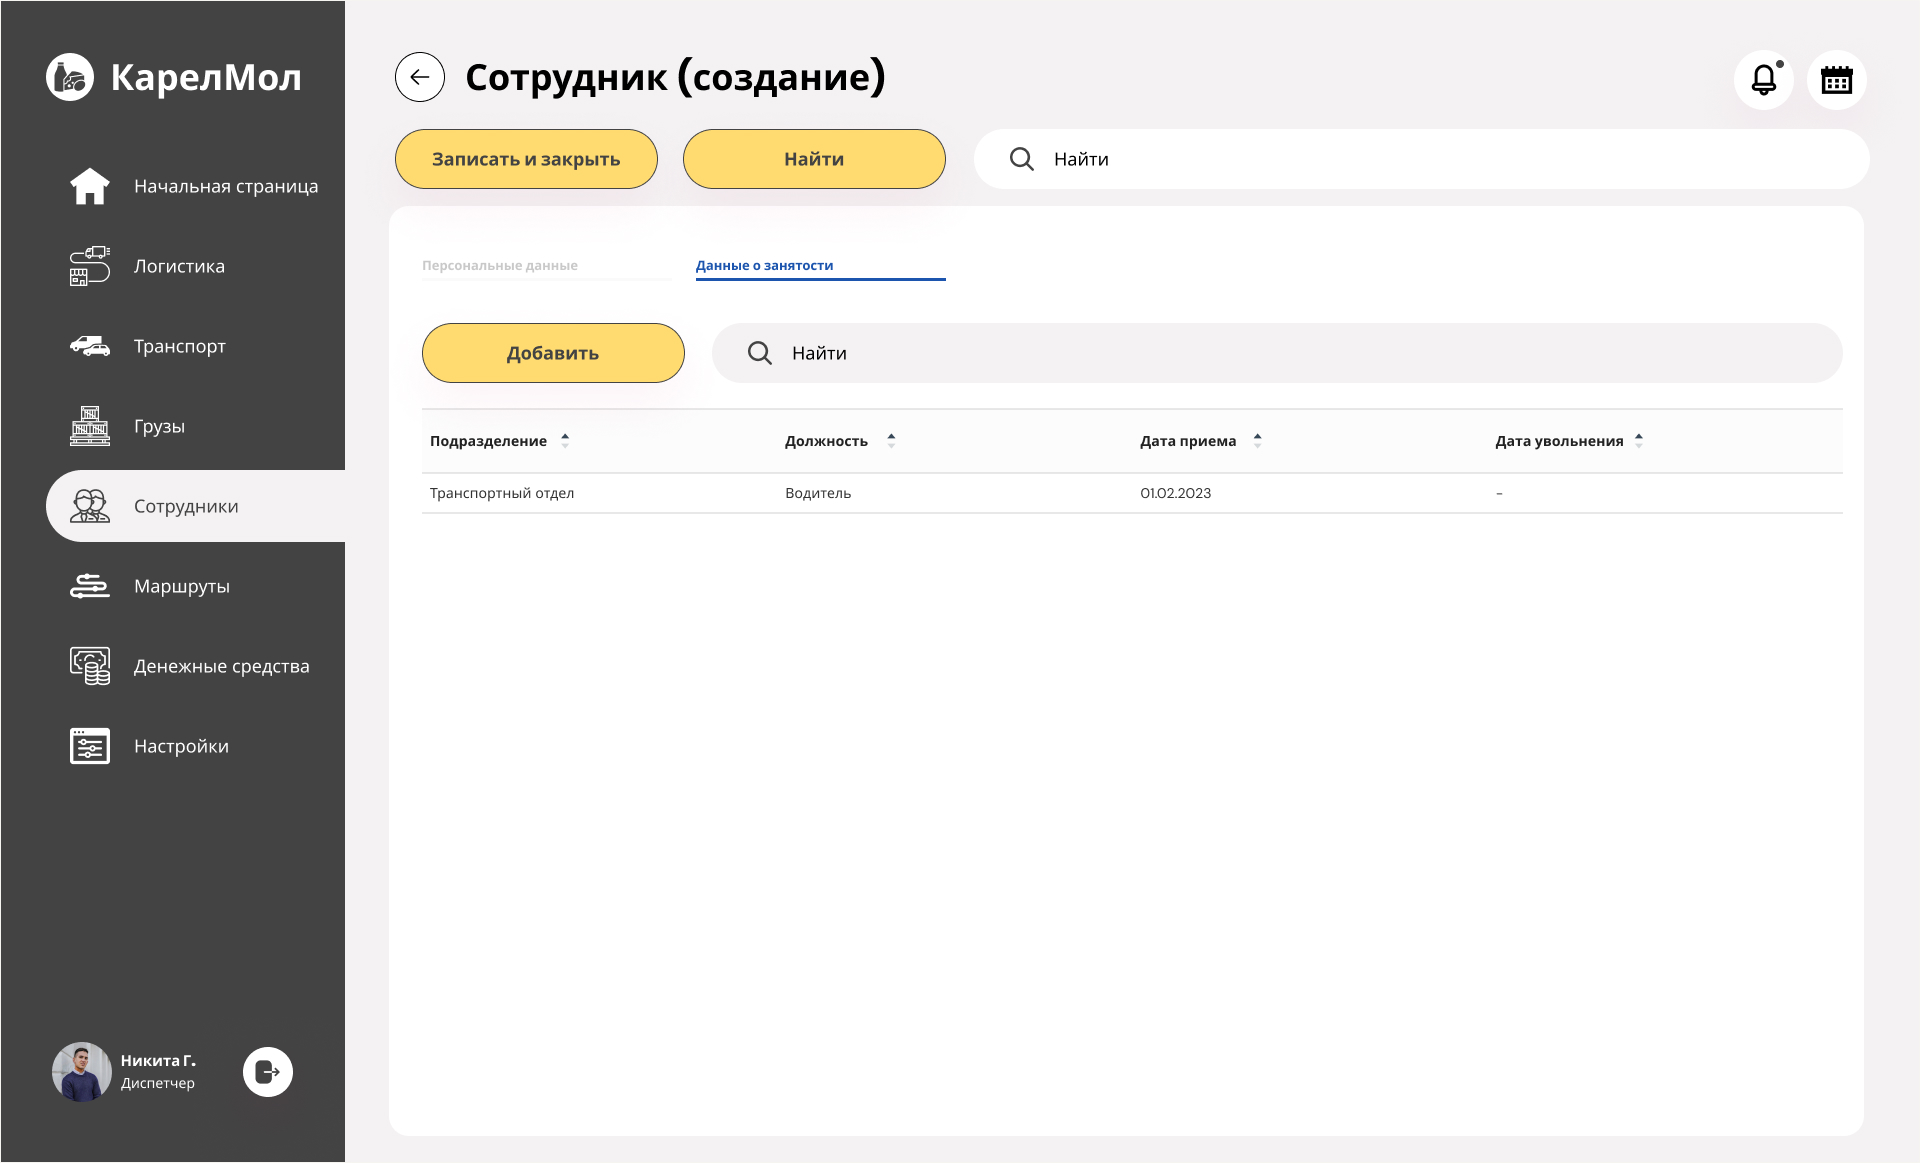 КарелМол
Начальная страница
Логистика
Транспорт
Грузы
Сотрудники
Маршруты
Денежные средства
Настройки
Никита Г.
Диспетчер
Сотрудник (создание)
Записать и закрыть
Найти
Найти
Персональные данные
Данные о занятости
Добавить
Найти
Подразделение Должность Дата приема Дата увольнения
Транспортный отдел Водитель 01.02.2023 -